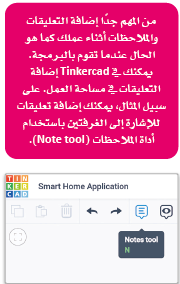 من المهم جدًا إضافة التعليقات
والملاحظات أثناء عملك كما هو
الحال عندما تقوم بالبرمجة.
يمكنك في Tinkercad إضافة
التعليقات في مساحة العمل. على
سبيل المثال، يمكنك إضافة تعليقات
للإشارة إلى الغرفتين باستخدام
أداة الملاحظات (Note tool).
TIN
KER
CAD
Smart Home Application
Notes tool
N